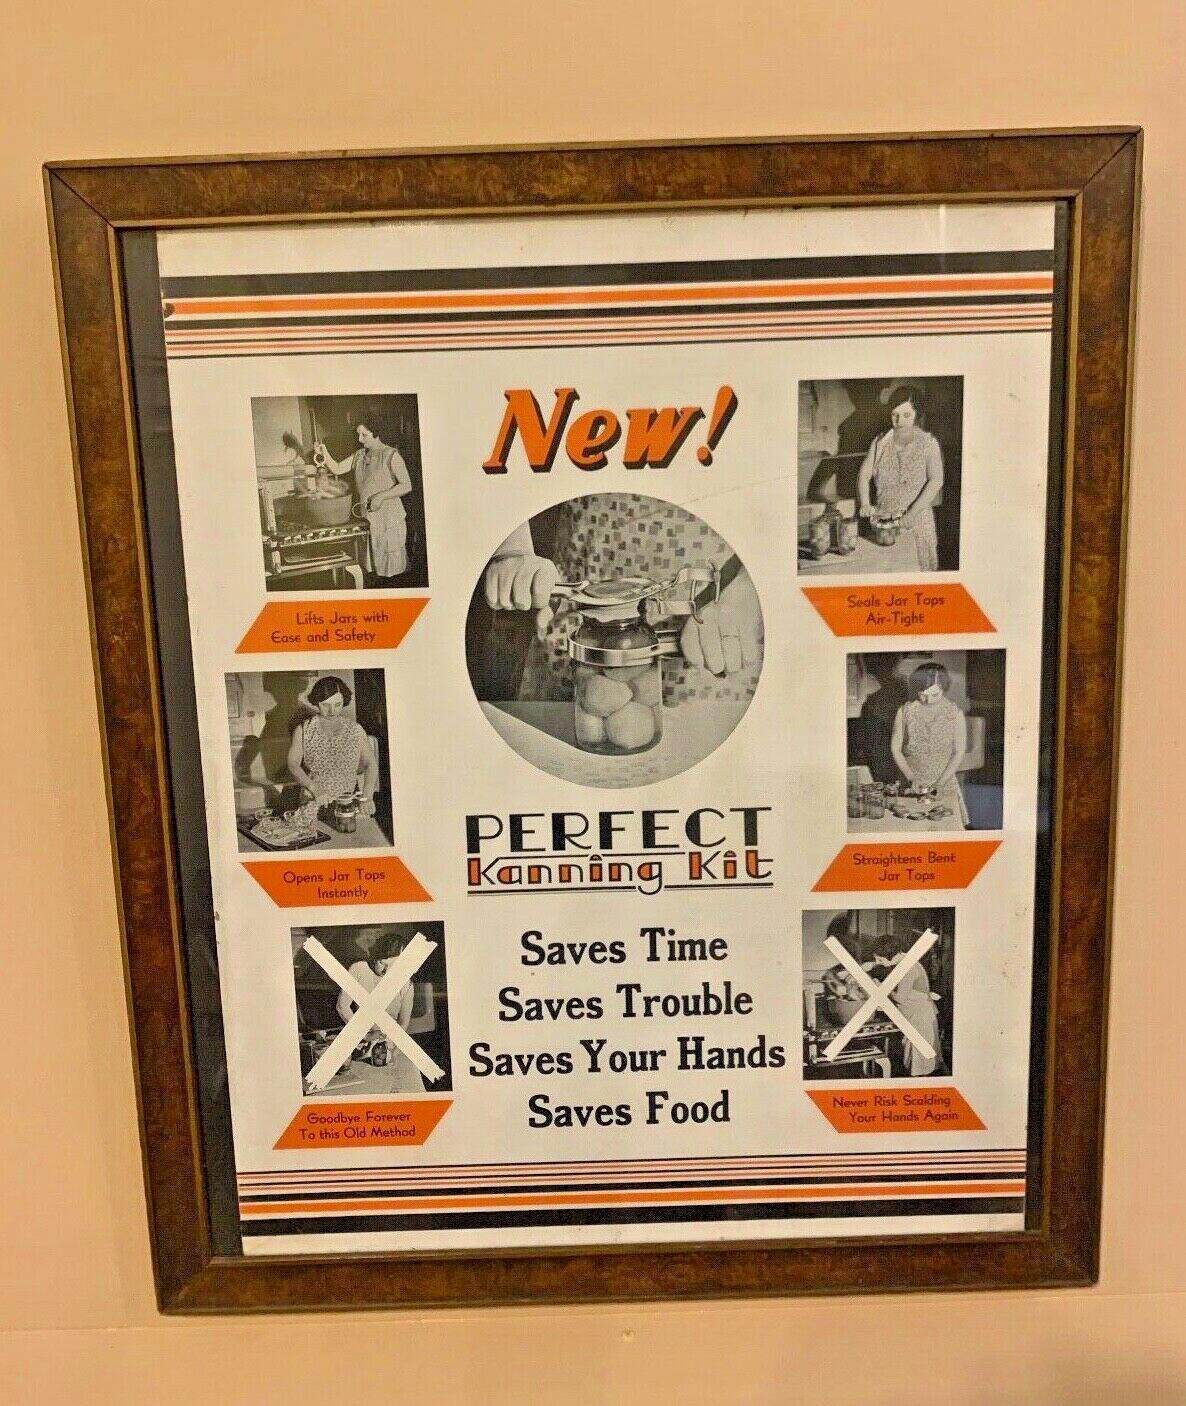 New!
Lifts Jars with
Ease and Safety
Seals Jar Tops
Air-Tight
Opens Jar Tops
Instantly
Straightens Bent
Jar Tops
PERFECT
Kanning Kit
Saves Time
Saves Trouble
Saves Your Hands
Saves Food
Goodbye Forever
To this Old Method
Never Risk Scalding
Your Hands Again